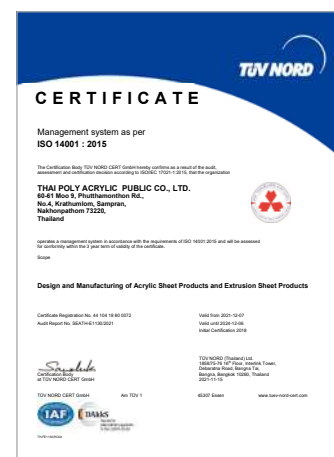 TÜV NORD
CERTIFICATE
Management system as per
ISO 14001 : 2015
The Certification Body TÜV NORD CERT GmbH hereby confirms as a result of the audit,
assessment and certification decision according to ISO/IEC 17021-1:2015, that the organization
THAI POLY ACRYLIC PUBLIC CO., LTD.
60-61 Moo 9, Phutthamonthon Rd.,
No.4, Krathumlom, Sampran,
Nakhonpathom 73220,
Thailand
operates a management system in accordance with the requirements of ISO 14001:2015 and will be assessed
for conformity within the 3 year term of validity of the certificate.
Scope
Design and Manufacturing of Acrylic Sheet Products and Extrusion Sheet Products
Certificate Registration No. 44 104 18 90 0072
Audit Report No. SEATH-E1130/2021
Valid from 2021-12-07
Valid until 2024-12-06
Initial Certification 2018
Certification Body
at TÜV NORD CERT GmbH
TÜV NORD (Thailand) Ltd.
1858/75-76 16th Floor, Interlink Tower,
Debaratna Road, Bangna Tai,
Bangna, Bangkok 10260, Thailand
2021-11-15
TÜV NORD CERT GmbH Am TÜV 1 45307 Essen www.tuev-nord-cert.com
IAF
DAkkS